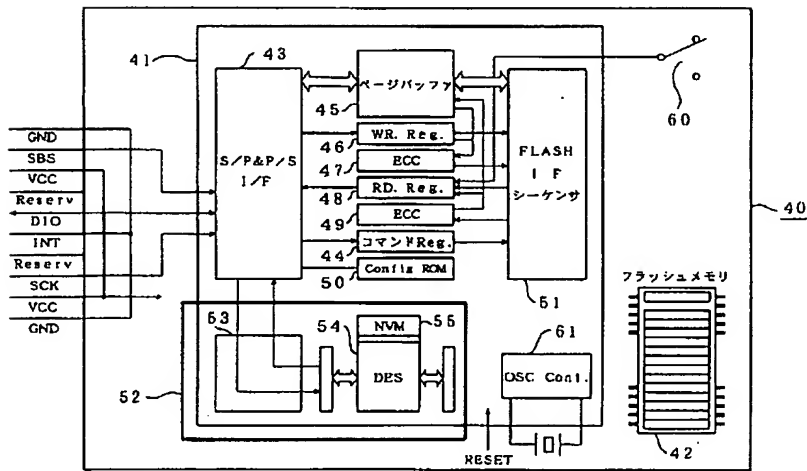 41
43
ページバッファ
45
WR. Reg.
46
ECC
47
RD. Reg.
48
ECC
49
コマンドReg.
44
Config ROM
50
S/P&P/S
I/F
FLASH
I F
シーケンサ
51
60
40
GND
SBS
VCC
Reserv
DIO
INT
Reserv
SCK
VCC
GND
フラッシュメモリ
42
52
53
54
NVM
55
DES
61
OSC Cont.
RESET